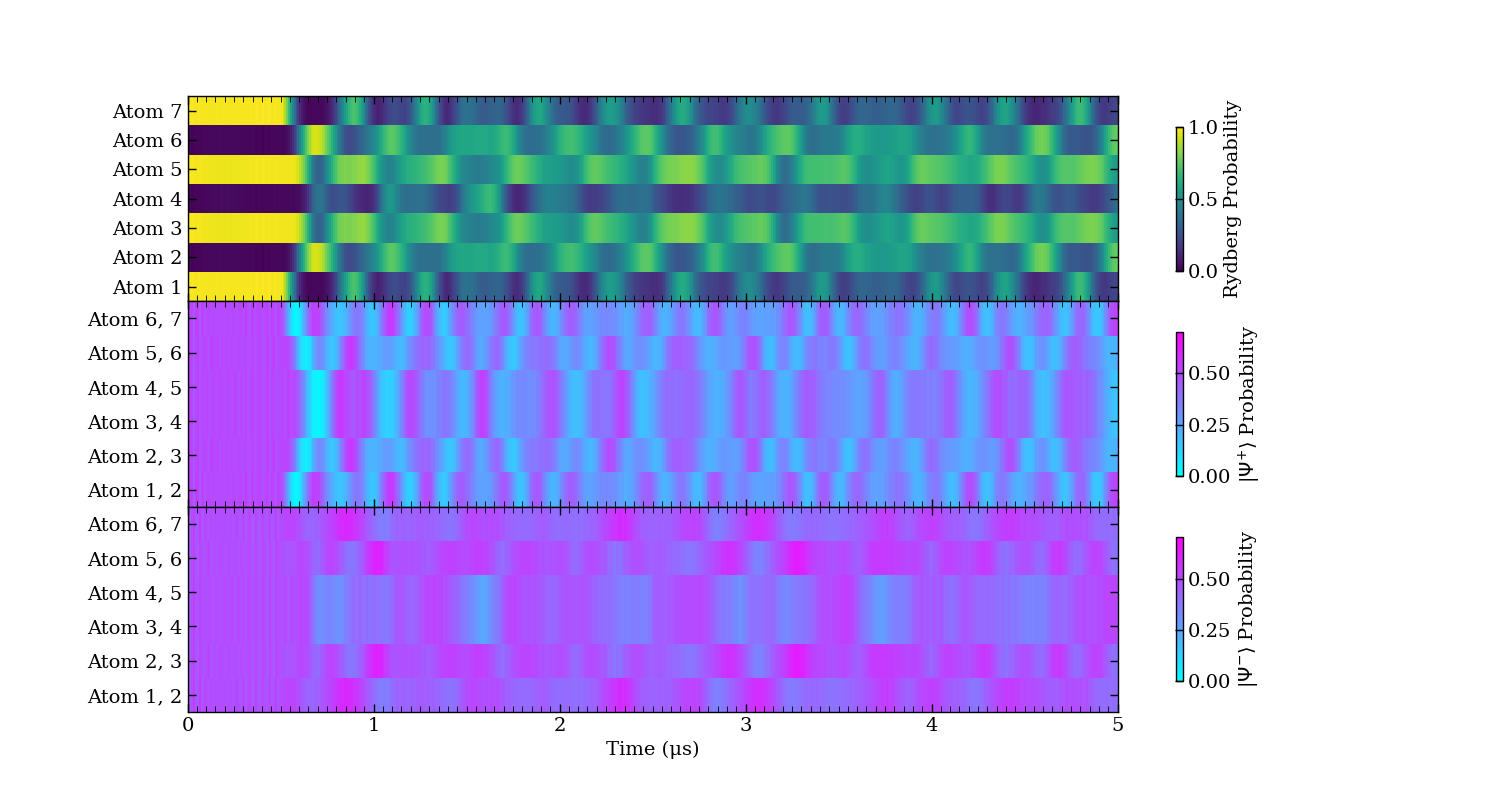 Atom 7
Atom 6
Atom 5
Atom 4
Atom 3
Atom 2
Atom 1
1.0
0.5
0.0
Rydberg Probability
Atom 6, 7
Atom 5, 6
Atom 4, 5
Atom 3, 4
Atom 2, 3
Atom 1, 2
0.50
0.25
0.00
|Ψ⁺⟩ Probability
Atom 6, 7
Atom 5, 6
Atom 4, 5
Atom 3, 4
Atom 2, 3
Atom 1, 2
0.50
0.25
0.00
|Ψ⁻⟩ Probability
0 1 2 3 4 5
Time (μs)